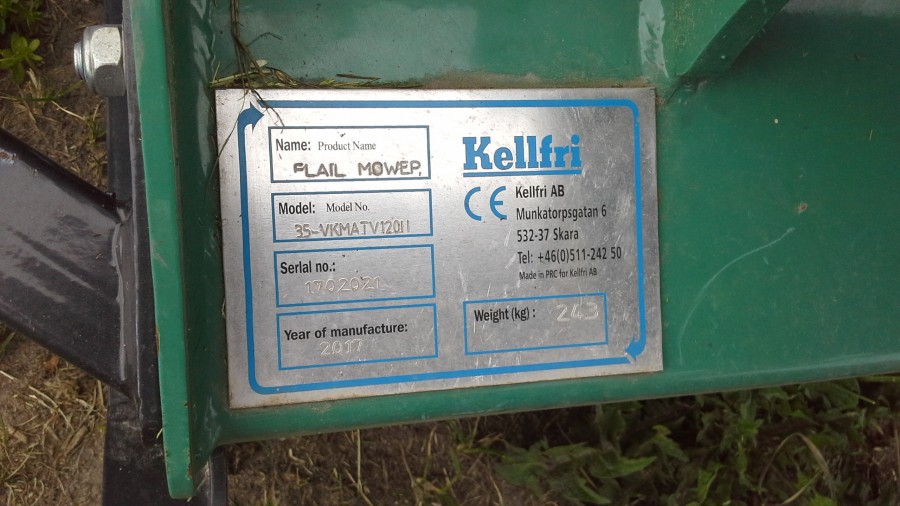 Name: Product Name
FLAIL MOWER
Model: Model No.
35-VKMATV120II
Serial no.:
1702021
Year of manufacture:
2017
Kellfri
CE
Kellfri AB
Munkatorpsgatan 6
532-37 Skara
Tel: +46(0)511-242 50
Made in PRC for Kellfri AB
Weight (kg) : 243